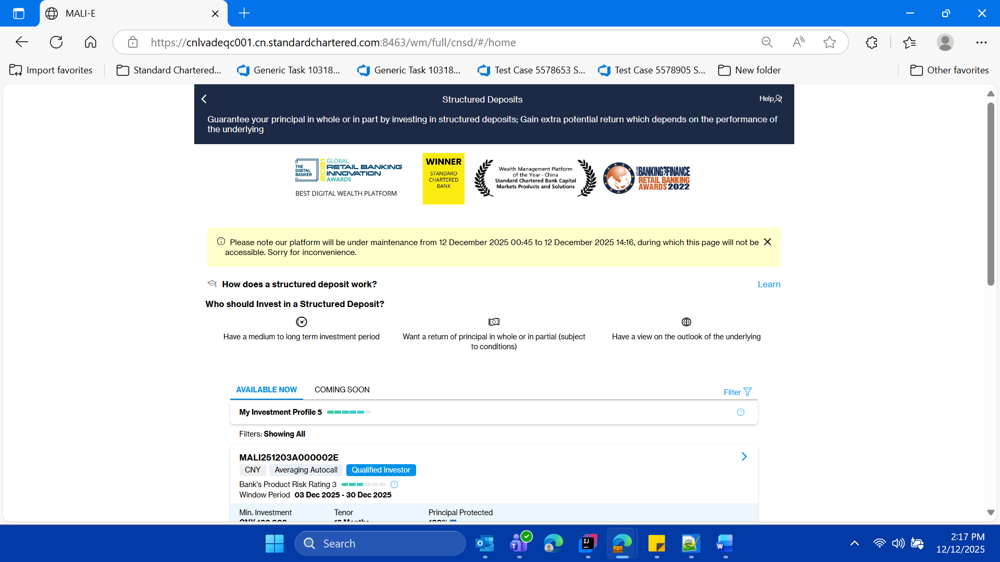 MALI-E
https://cnlvadeqc001.cn.standardchartered.com:8463/wm/full/cnsd/#/home
Import favorites
Standard Chartered...
Generic Task 10318...
Generic Task 10318...
Test Case 5578653 S...
Test Case 5578905 S...
New folder
Other favorites
Structured Deposits
Help
Guarantee your principal in whole or in part by investing in structured deposits; Gain extra potential return which depends on the performance of
the underlying
THE
DIGITAL
BANKER
2021
GLOBAL
RETAIL BANKING
INNOVATION
AWARDS
BEST DIGITAL WEALTH PLATFORM
WINNER
STANDARD
CHARTERED
BANK
Wealth Management Platform
of the Year - China
Standard Chartered Bank Capital
Markets Products and Solutions
ASIAN
BANKING&FINANCE
RETAIL BANKING
AWARDS 2022
Please note our platform will be under maintenance from 12 December 2025 00:45 to 12 December 2025 14:16, during which this page will not be
accessible. Sorry for inconvenience.
How does a structured deposit work?
Learn
Who should Invest in a Structured Deposit?
Have a medium to long term investment period
Want a return of principal in whole or in partial (subject
to conditions)
Have a view on the outlook of the underlying
AVAILABLE NOW
COMING SOON
Filter
My Investment Profile 5
Filters: Showing All
MALI251203A000002E
CNY
Averaging Autocall
Qualified Investor
Bank's Product Risk Rating 3
Window Period 03 Dec 2025 - 30 Dec 2025
Min. Investment
Tenor
Principal Protected
Search
2:17 PM
12/12/2025